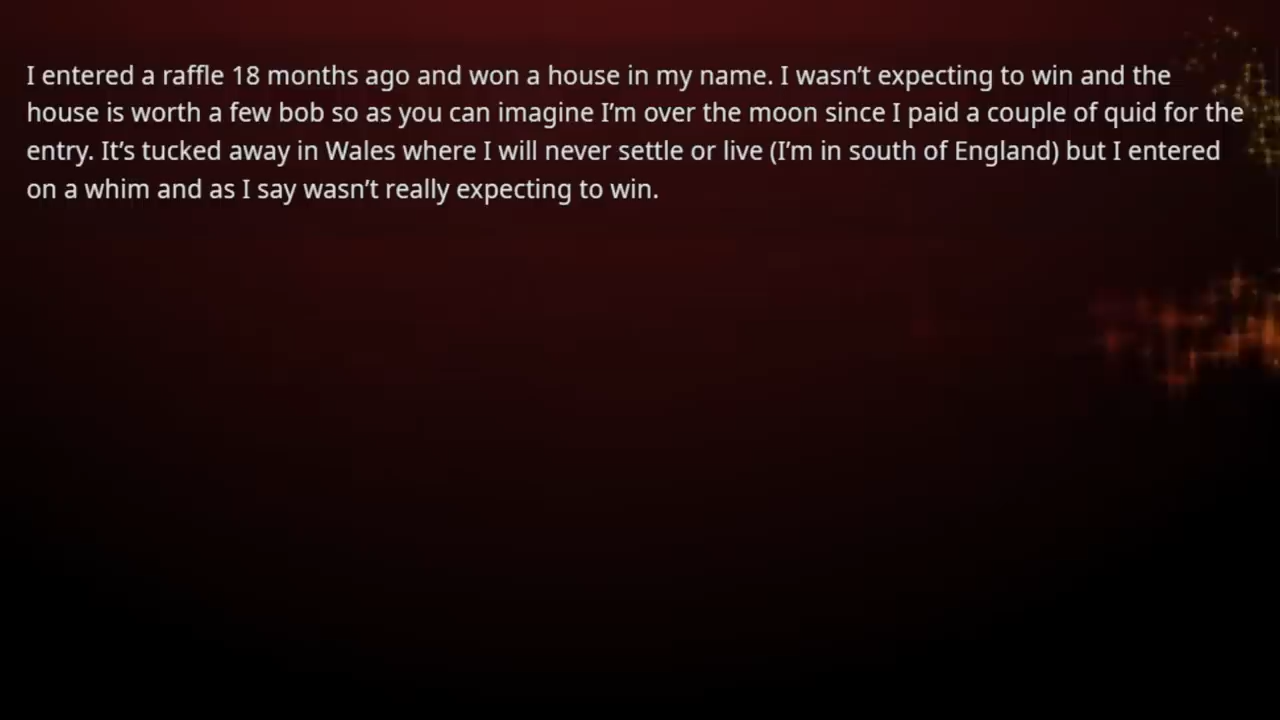 I entered a raffle 18 months ago and won a house in my name. I wasn’t expecting to win and the
house is worth a few bob so as you can imagine I’m over the moon since I paid a couple of quid for the
entry. It’s tucked away in Wales where I will never settle or live (I’m in south of England) but I entered
on a whim and as I say wasn’t really expecting to win.